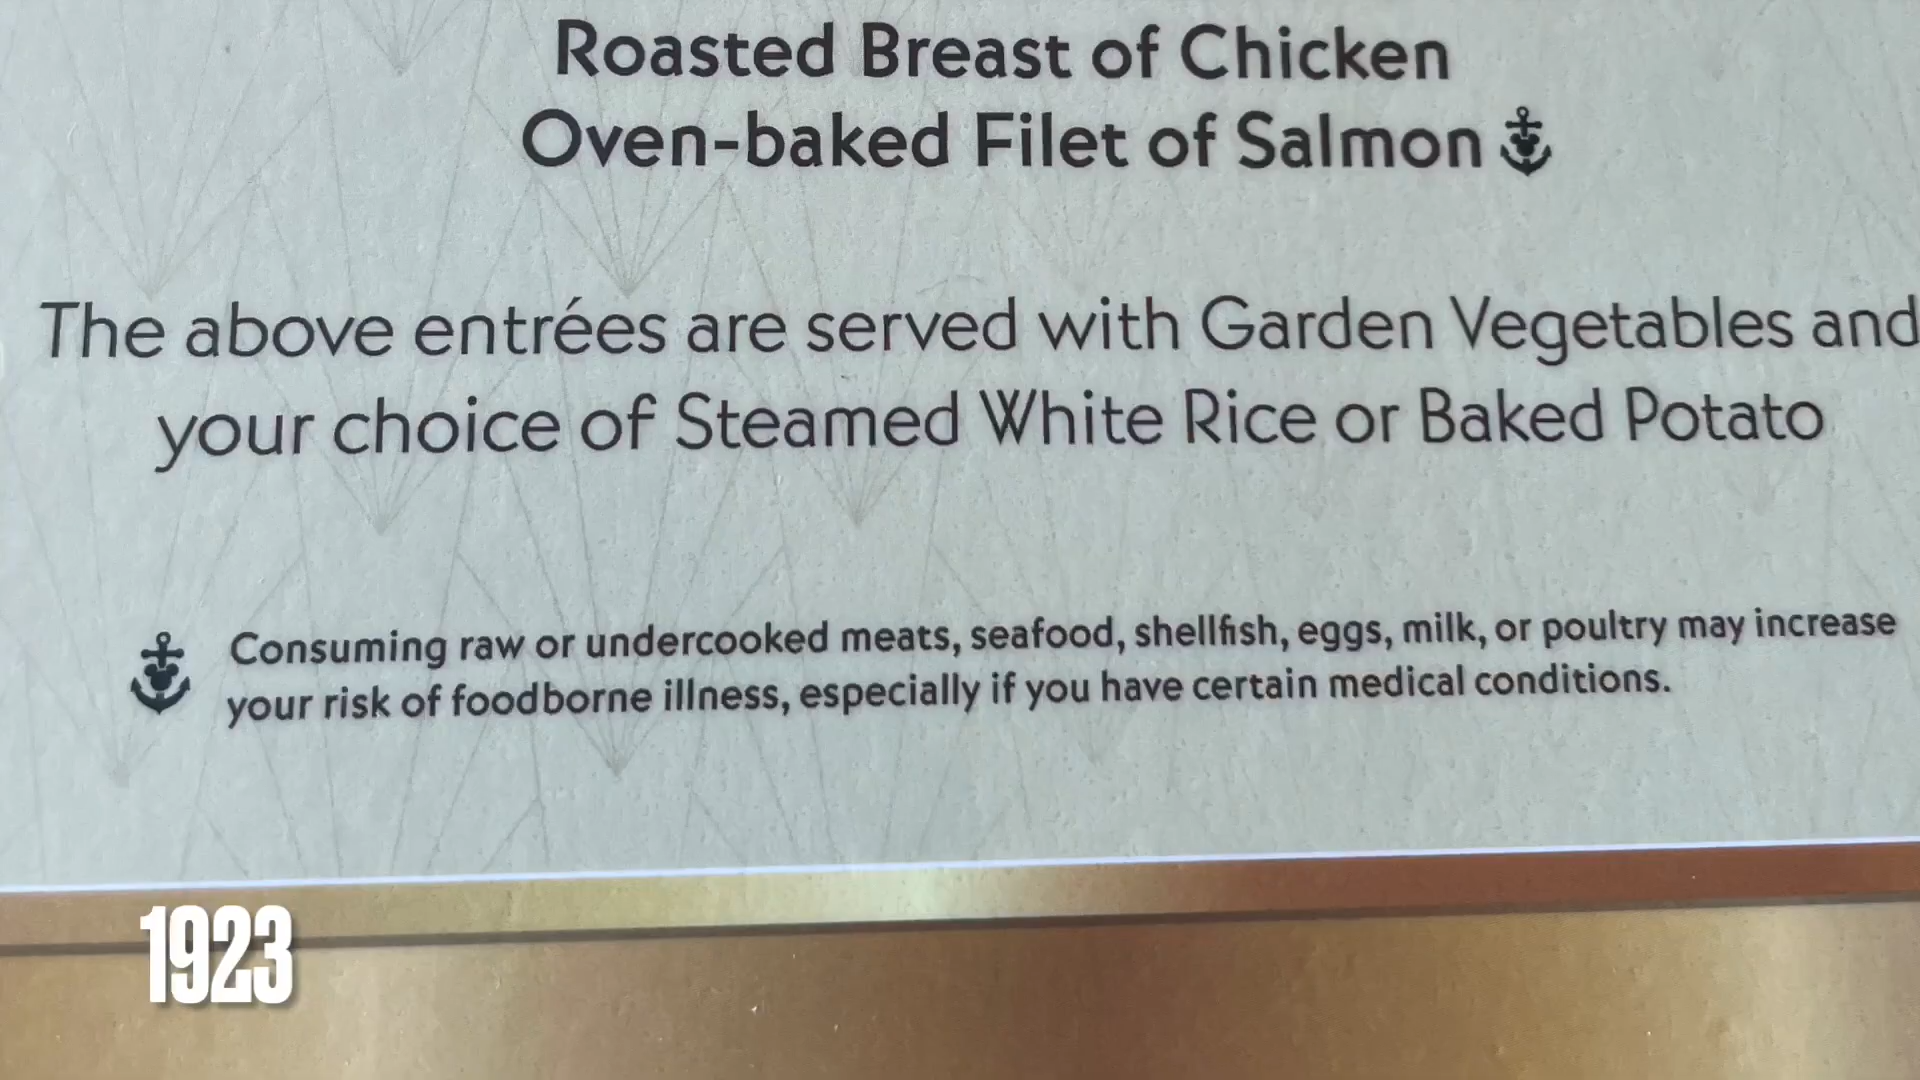 Roasted Breast of Chicken
Oven-baked Filet of Salmon
The above entrées are served with Garden Vegetables and
your choice of Steamed White Rice or Baked Potato
Consuming raw or undercooked meats, seafood, shellfish, eggs, milk, or poultry may increase
your risk of foodborne illness, especially if you have certain medical conditions.
1923